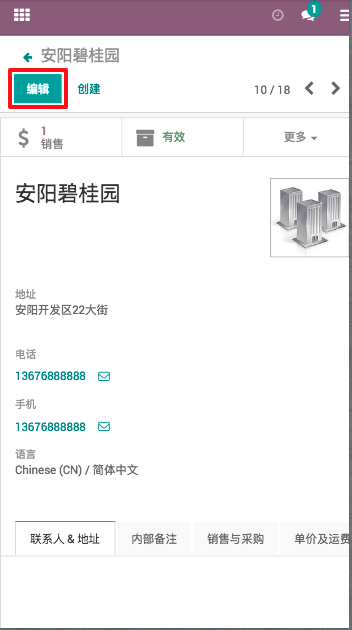 1
安阳碧桂园
编辑 创建 10 / 18
1
销售
有效
更多
安阳碧桂园
地址
安阳开发区22大街
电话
13676888888
手机
13676888888
语言
Chinese (CN) / 简体中文
联系人 & 地址 内部备注 销售与采购 单价及运费